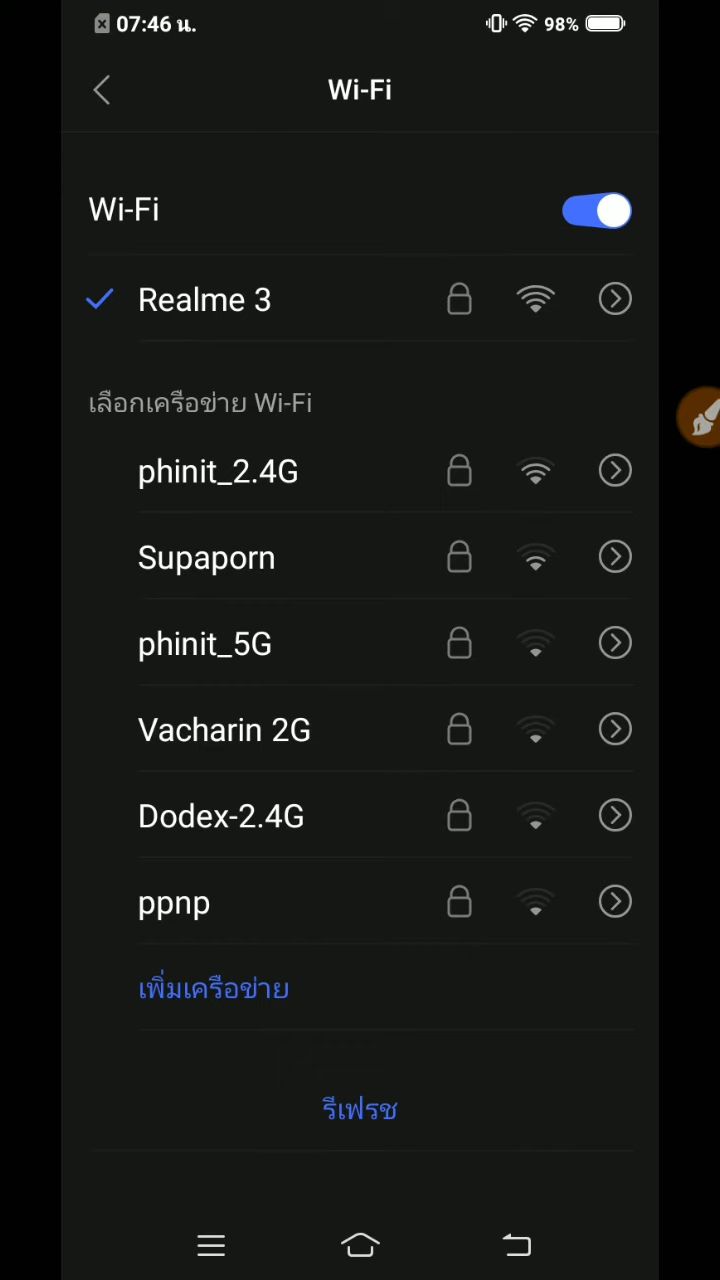 07:46 น.
98%
Wi-Fi
Wi-Fi
Realme 3
เลือกเครือข่าย Wi-Fi
phinit_2.4G
Supaporn
phinit_5G
Vacharin 2G
Dodex-2.4G
ppnp
เพิ่มเครือข่าย
รีเฟรช